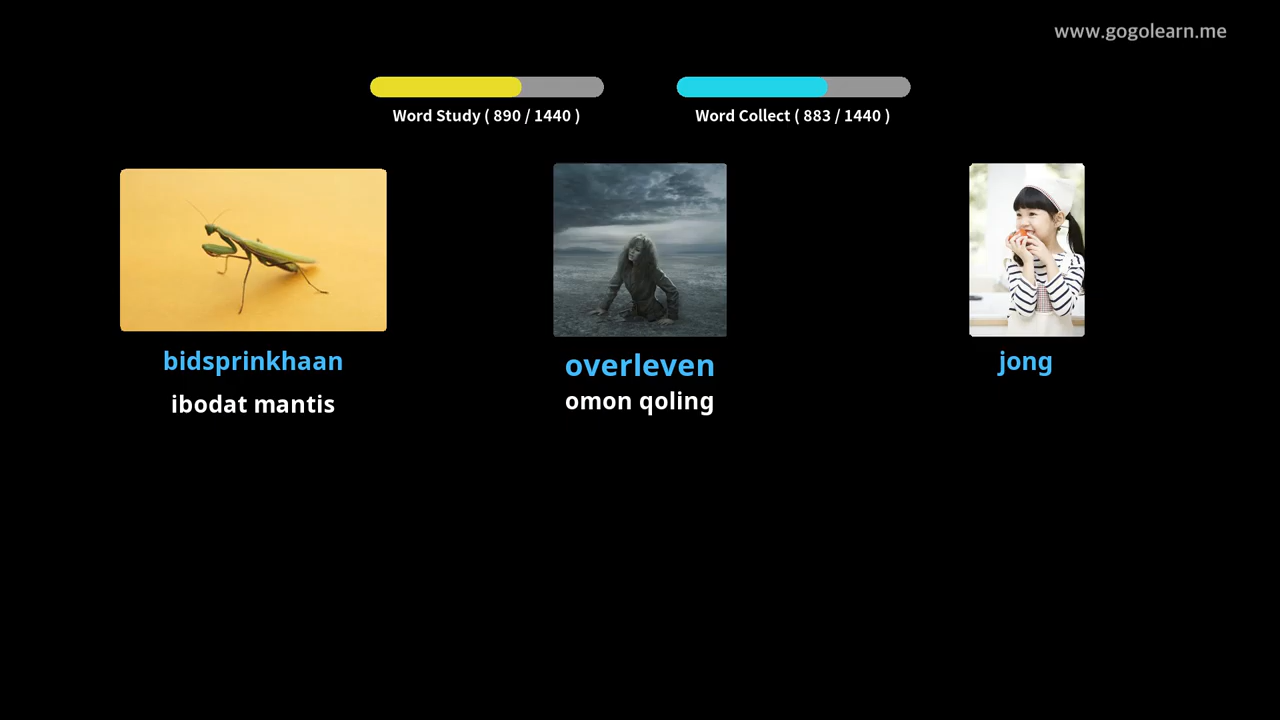 www.gogolearn.me
Word Study ( 890 / 1440 )
Word Collect ( 883 / 1440 )
bidsprinkhaan
ibodat mantis
overleven
omon qoling
jong